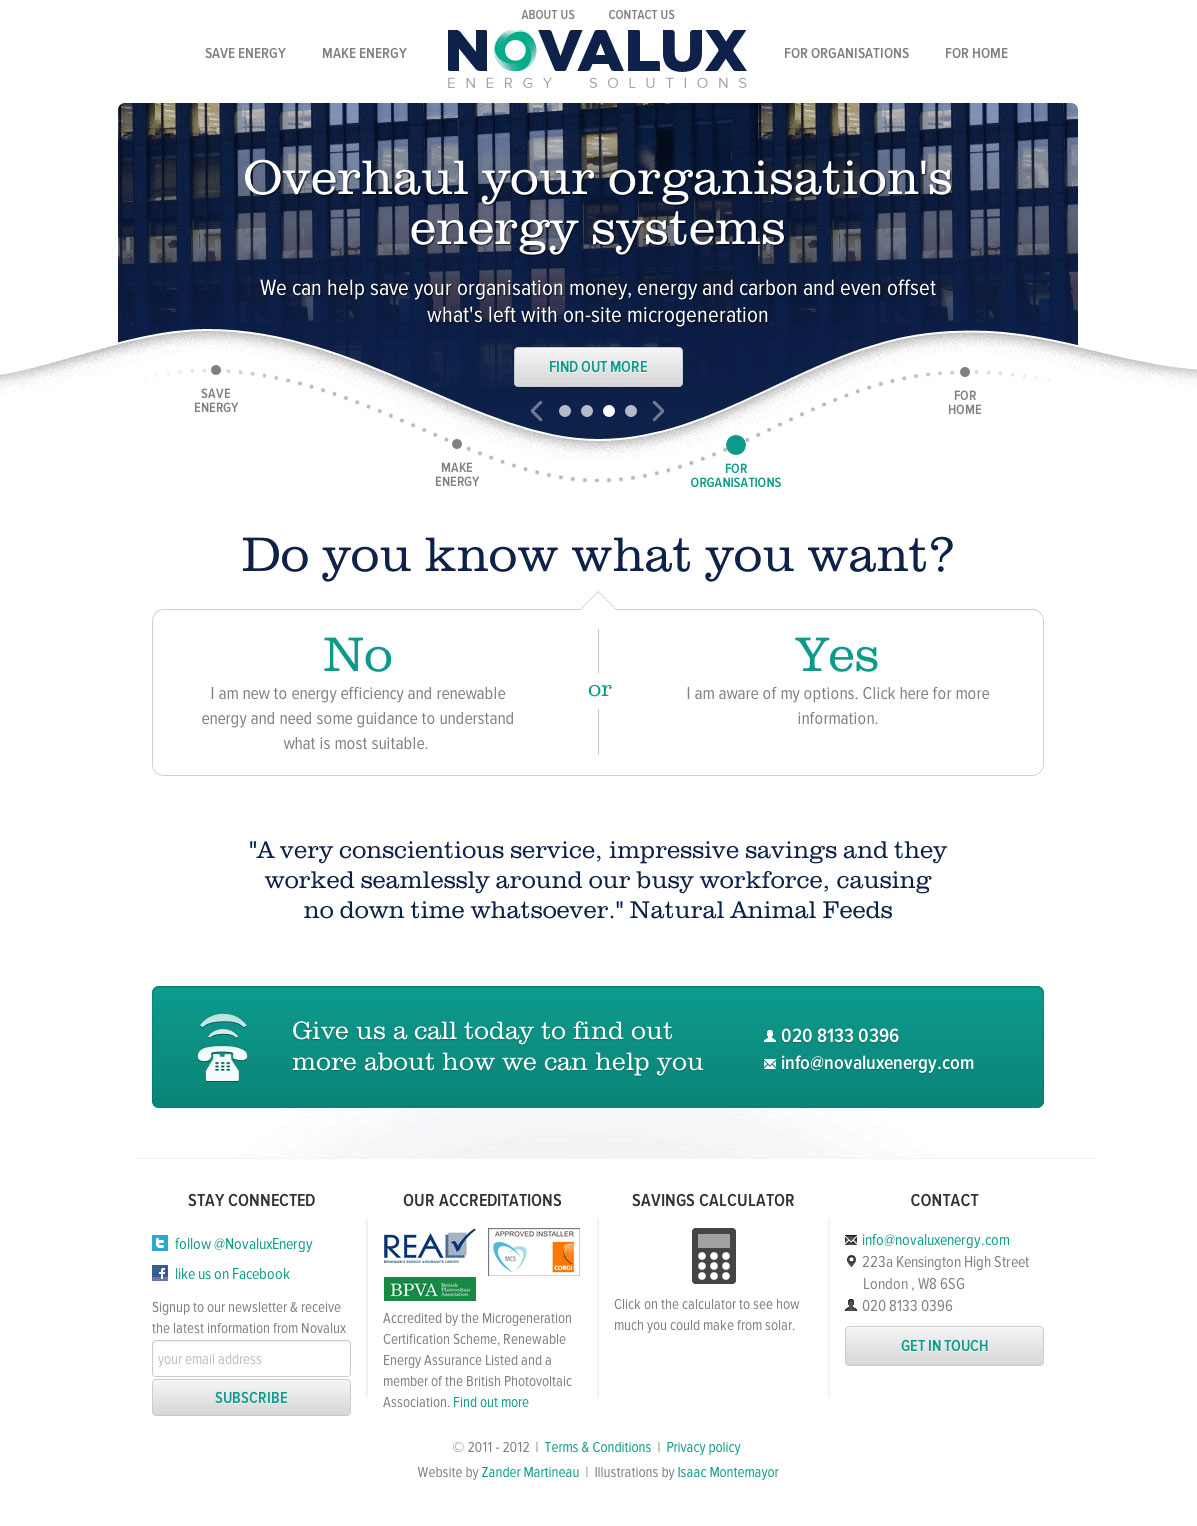 ABOUT US CONTACT US
SAVE ENERGY MAKE ENERGY NOVALUX FOR ORGANISATIONS FOR HOME
ENERGY SOLUTIONS
Overhaul your organisation's
energy systems
We can help save your organisation money, energy and carbon and even offset
what's left with on-site microgeneration
FIND OUT MORE
SAVE
ENERGY
MAKE
ENERGY
FOR
ORGANISATIONS
FOR
HOME
Do you know what you want?
No
I am new to energy efficiency and renewable
energy and need some guidance to understand
what is most suitable.
or
Yes
I am aware of my options. Click here for more
information.
"A very conscientious service, impressive savings and they
worked seamlessly around our busy workforce, causing
no down time whatsoever." Natural Animal Feeds
Give us a call today to find out
more about how we can help you
020 8133 0396
info@novaluxenergy.com
STAY CONNECTED
follow @NovaluxEnergy
like us on Facebook
Signup to our newsletter & receive
the latest information from Novalux
your email address
SUBSCRIBE
OUR ACCREDITATIONS
REAL
RENEWABLE ENERGY ASSURANCE LIMITED
APPROVED INSTALLER
MCS
CORGI
BPVA British
Photovoltaic
Association
Accredited by the Microgeneration
Certification Scheme, Renewable
Energy Assurance Listed and a
member of the British Photovoltaic
Association. Find out more
SAVINGS CALCULATOR
Click on the calculator to see how
much you could make from solar.
CONTACT
info@novaluxenergy.com
223a Kensington High Street
London , W8 6SG
020 8133 0396
GET IN TOUCH
© 2011 - 2012 | Terms & Conditions | Privacy policy
Website by Zander Martineau | Illustrations by Isaac Montemayor